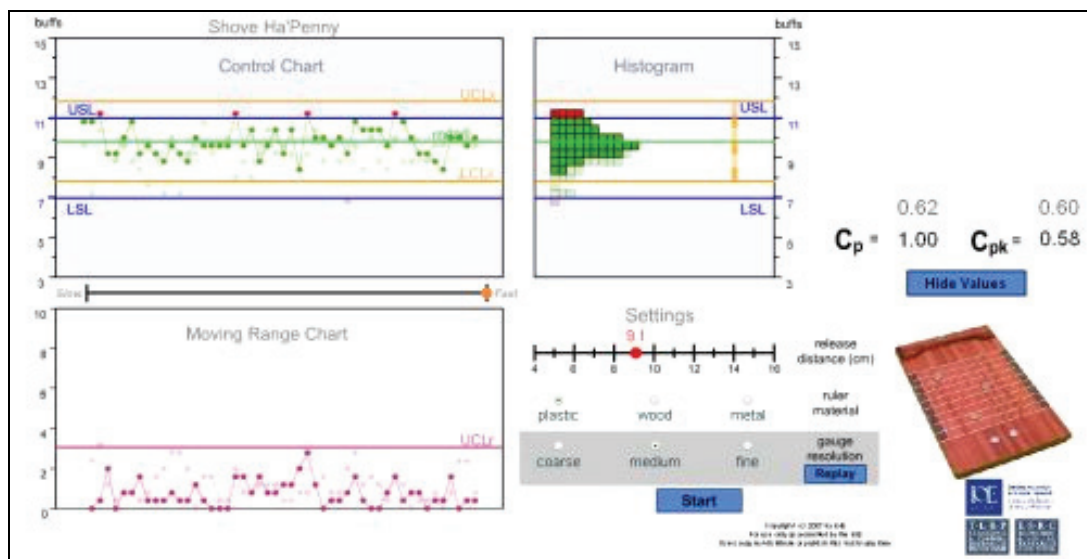 buffs
Shove Ha'Penny
buffs
15
Control Chart
13
UCLx
USL
11
9
LCLx
7
LSL
5
3
15
Histogram
13
USL
11
9
7
LSL
5
3
0.62 0.60
Cp = 1.00 Cpk = 0.58
Hide Values
Slow Fast
10
Moving Range Chart
8
6
4
UCLr
2
0
Settings
9.1
4 6 8 10 12 14 16
release
distance (cm)
plastic wood metal
ruler
material
coarse medium fine
gauge
resolution
Replay
Start
IOE
TLRP
ESRC